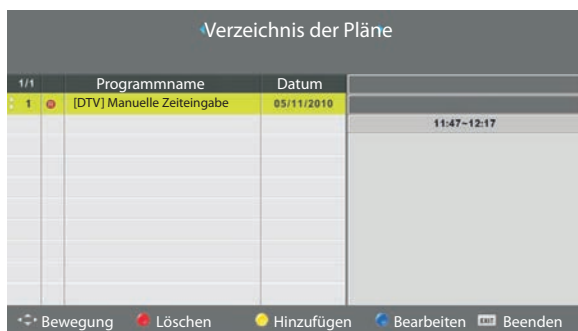 Verzeichnis der Pläne
1/1 Programmname Datum
1 [DTV] Manuelle Zeiteingabe 05/11/2010
11:47~12:17
Bewegung Löschen Hinzufügen Bearbeiten EXIT Beenden